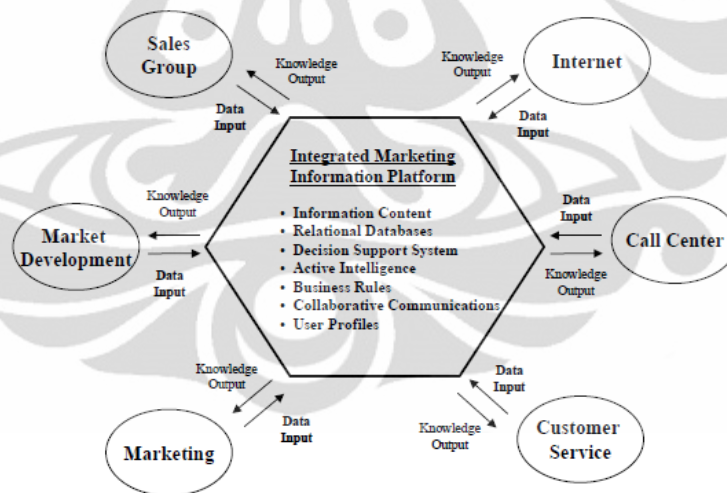 Sales
Group
Knowledge
Output
Data
Input
Knowledge
Output
Internet
Data
Input
Integrated Marketing
Information Platform
• Information Content
• Relational Databases
• Decision Support System
• Active Intelligence
• Business Rules
• Collaborative Communications
• User Profiles
Knowledge
Output
Market
Development
Data
Input
Data
Input
Call Center
Knowledge
Output
Knowledge
Output
Marketing
Data
Input
Data
Input
Knowledge
Output
Customer
Service